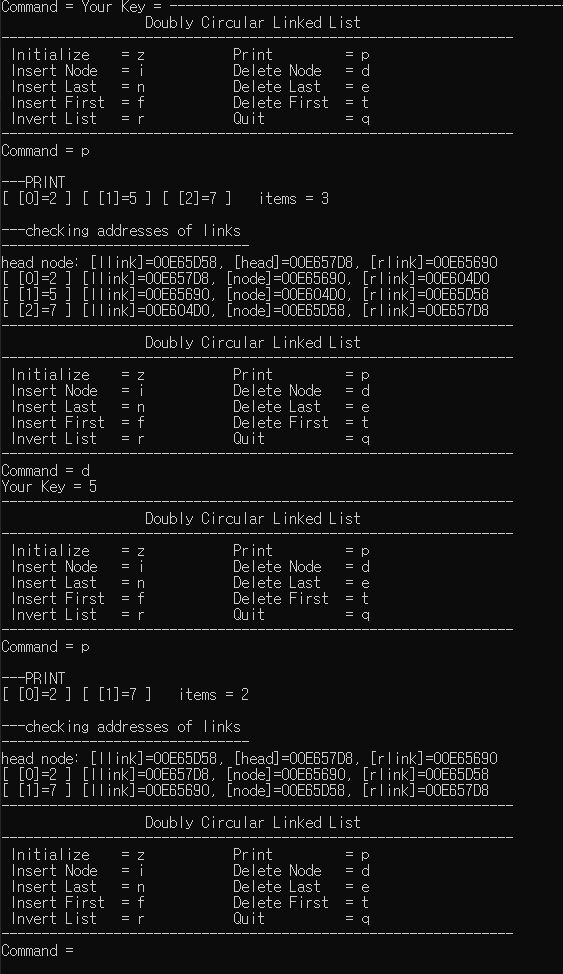 Command = Your Key = ----------------------------------------------------------------
Doubly Circular Linked List
----------------------------------------------------------------
Initialize    = z           Print         = p
Insert Node   = i           Delete Node   = d
Insert Last   = n           Delete Last   = e
Insert First  = f           Delete First  = t
Invert List   = r           Quit          = q
----------------------------------------------------------------
Command = p
---PRINT
[ [0]=2 ] [ [1]=5 ] [ [2]=7 ]   items = 3
---checking addresses of links
-------------------------------
head node: [llink]=00E65D58, [head]=00E657D8, [rlink]=00E65690
[ [0]=2 ] [llink]=00E657D8, [node]=00E65690, [rlink]=00E604D0
[ [1]=5 ] [llink]=00E65690, [node]=00E604D0, [rlink]=00E65D58
[ [2]=7 ] [llink]=00E604D0, [node]=00E65D58, [rlink]=00E657D8
----------------------------------------------------------------
Doubly Circular Linked List
----------------------------------------------------------------
Initialize    = z           Print         = p
Insert Node   = i           Delete Node   = d
Insert Last   = n           Delete Last   = e
Insert First  = f           Delete First  = t
Invert List   = r           Quit          = q
----------------------------------------------------------------
Command = d
Your Key = 5
----------------------------------------------------------------
Doubly Circular Linked List
----------------------------------------------------------------
Initialize    = z           Print         = p
Insert Node   = i           Delete Node   = d
Insert Last   = n           Delete Last   = e
Insert First  = f           Delete First  = t
Invert List   = r           Quit          = q
----------------------------------------------------------------
Command = p
---PRINT
[ [0]=2 ] [ [1]=7 ]   items = 2
---checking addresses of links
-------------------------------
head node: [llink]=00E65D58, [head]=00E657D8, [rlink]=00E65690
[ [0]=2 ] [llink]=00E657D8, [node]=00E65690, [rlink]=00E65D58
[ [1]=7 ] [llink]=00E65690, [node]=00E65D58, [rlink]=00E657D8
----------------------------------------------------------------
Doubly Circular Linked List
----------------------------------------------------------------
Initialize    = z           Print         = p
Insert Node   = i           Delete Node   = d
Insert Last   = n           Delete Last   = e
Insert First  = f           Delete First  = t
Invert List   = r           Quit          = q
----------------------------------------------------------------
Command =